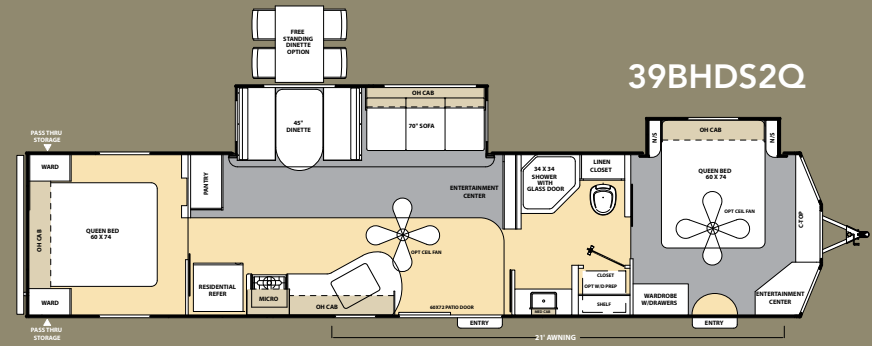 FREE
STANDING
DINETTE
OPTION
39BHDS2Q
OH CAB
45"
DINETTE
70" SOFA
PASS THRU
STORAGE
WARD
OH CAB
QUEEN BED
60 X 74
PANTRY
ENTERTAINMENT
CENTER
34 X 34
SHOWER
WITH
GLASS DOOR
LINEN
CLOSET
N/S
OH CAB
N/S
QUEEN BED
60 X 74
OPT CEIL FAN
C-TOP
OPT CEIL FAN
RESIDENTIAL
REFER
MICRO
OH CAB
60X72 PATIO DOOR
ENTRY
MED CAB
CLOSET
OPT W/D PREP
SHELF
WARDROBE
W/DRAWERS
ENTRY
ENTERTAINMENT
CENTER
WARD
PASS THRU
STORAGE
21' AWNING